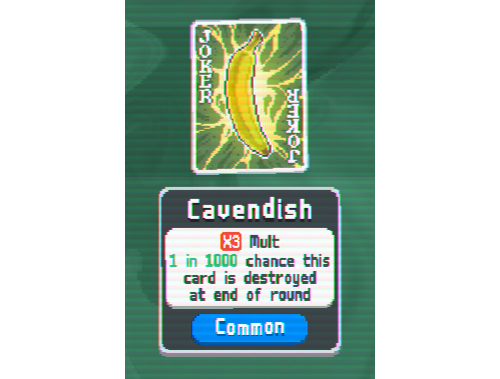 JOKER
JOKER
Cavendish
X3 Mult
1 in 1000 chance this
card is destroyed
at end of round
Common